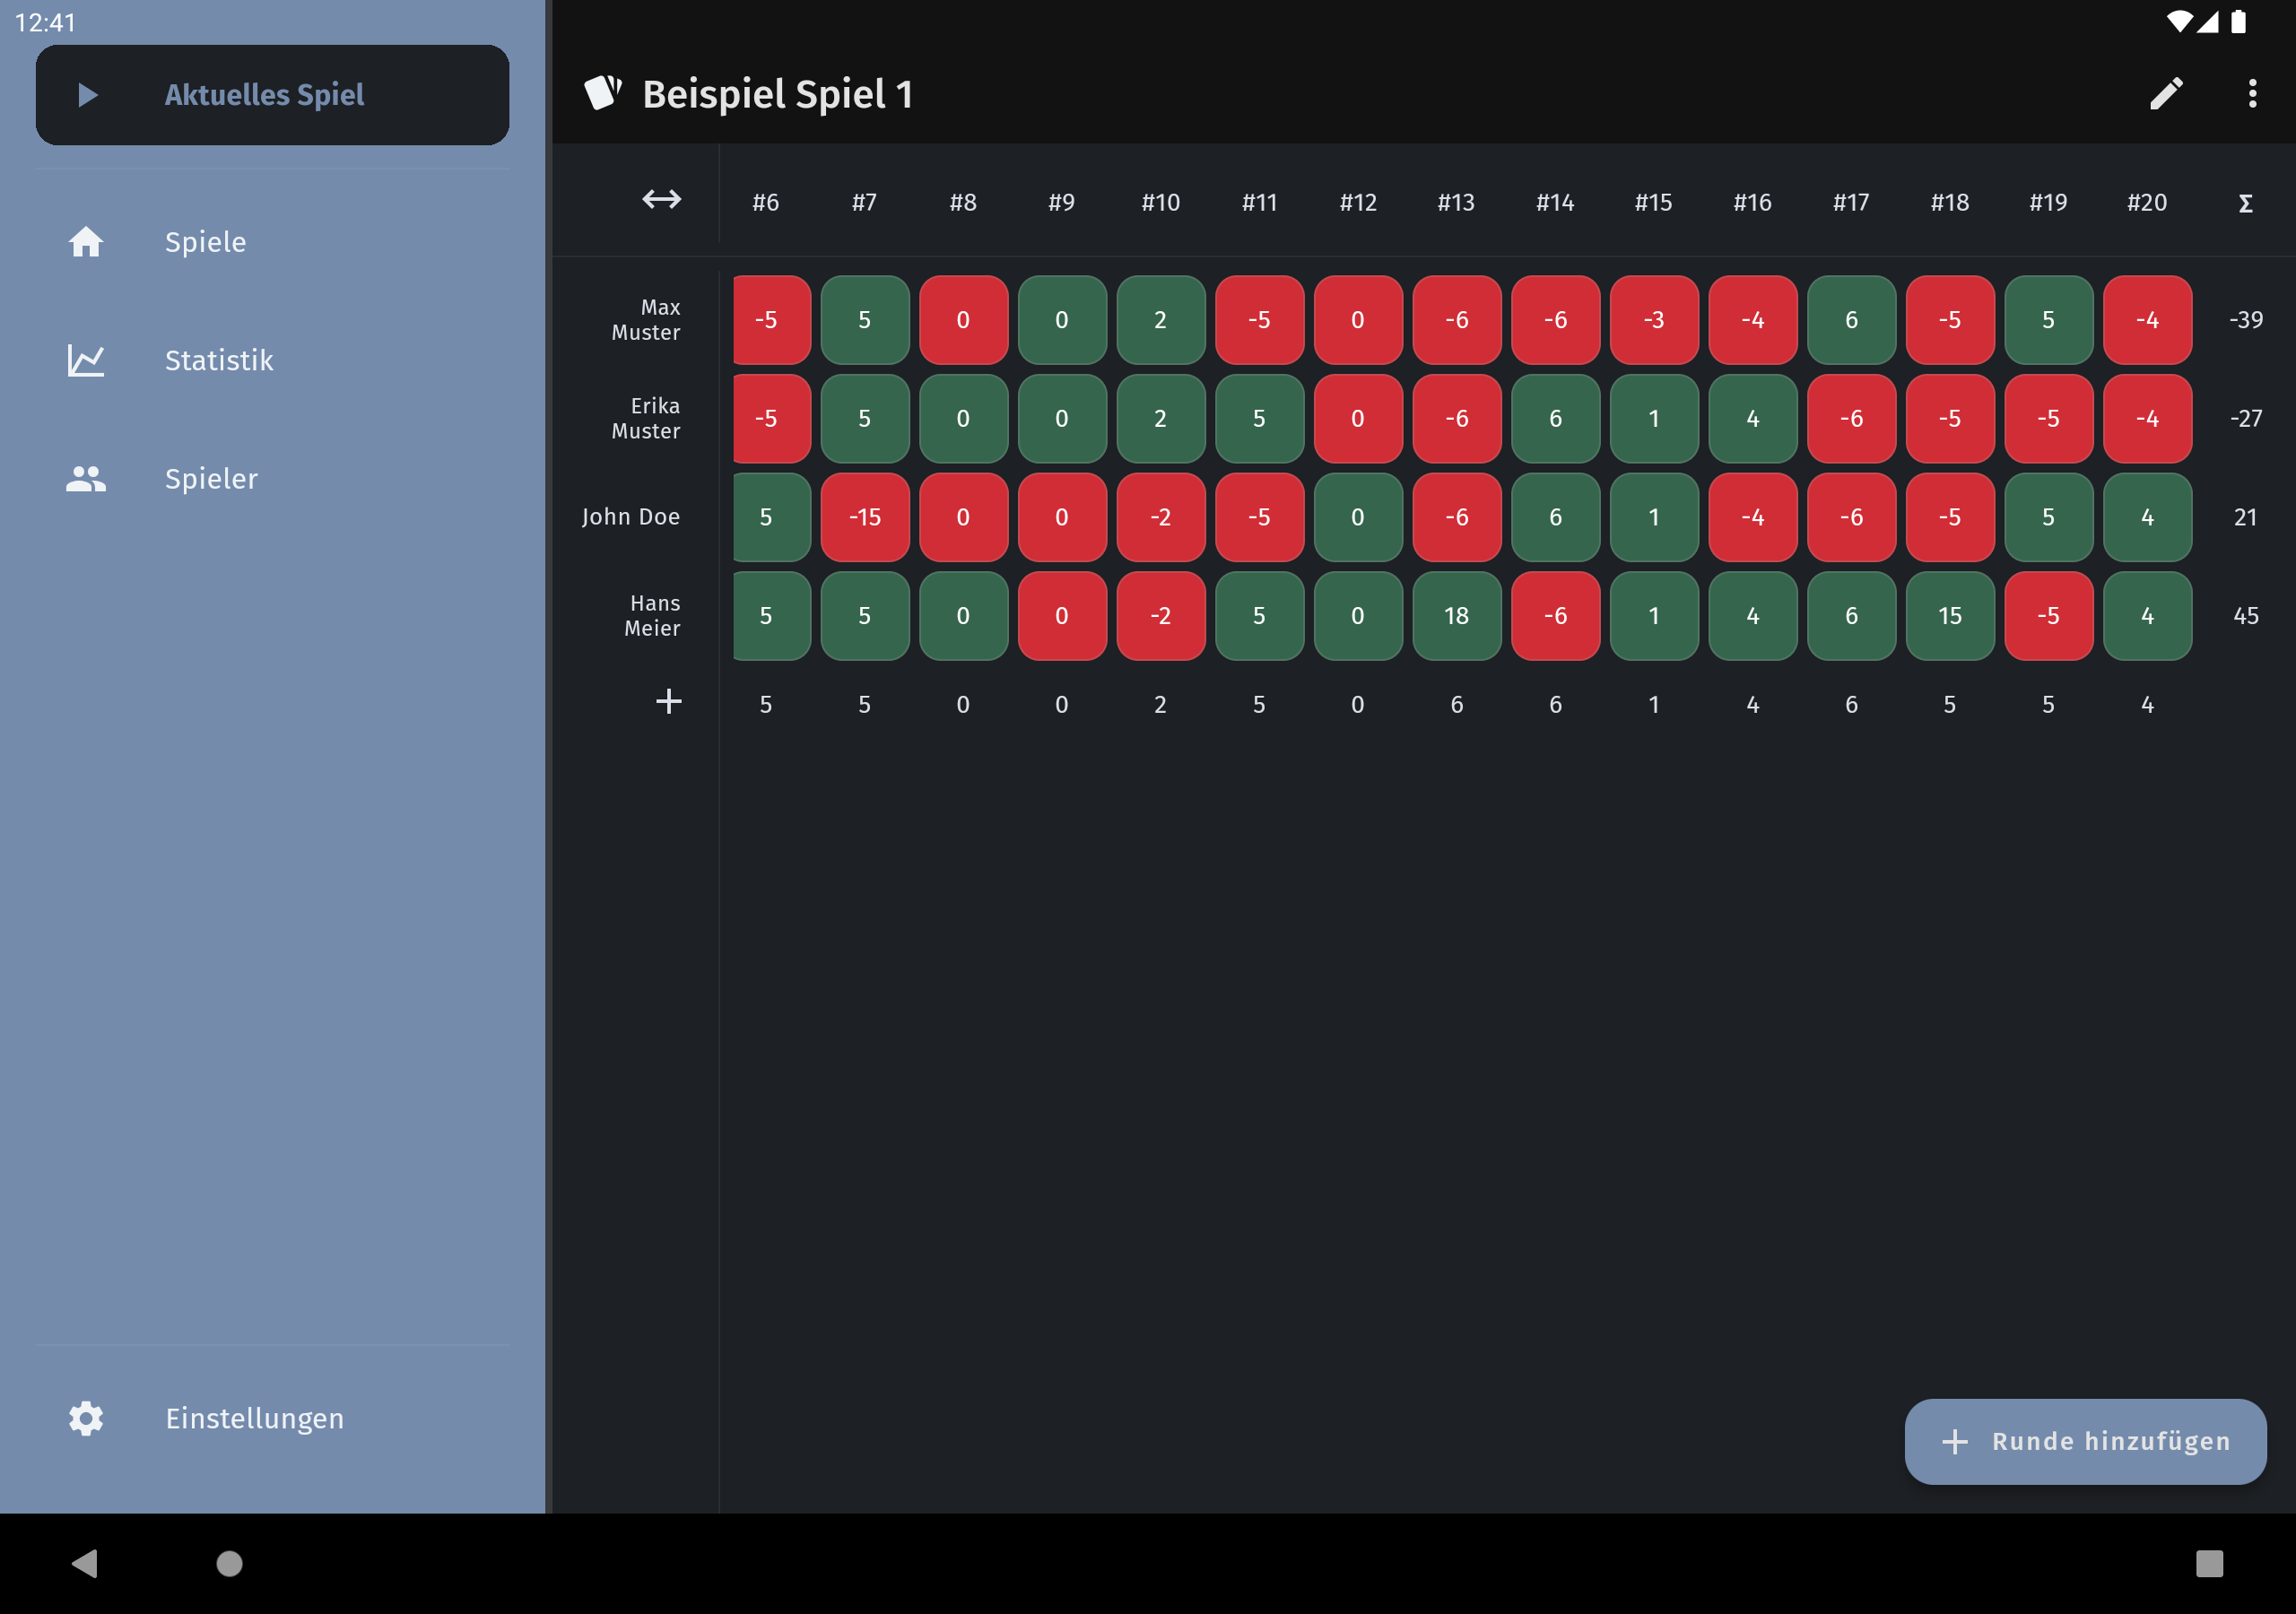 12:41
Aktuelles Spiel
Spiele
Statistik
Spieler
Einstellungen
Beispiel Spiel 1
#6 #7 #8 #9 #10 #11 #12 #13 #14 #15 #16 #17 #18 #19 #20 Σ
Max
Muster
-5 5 0 0 2 -5 0 -6 -6 -3 -4 6 -5 5 -4 -39
Erika
Muster
-5 5 0 0 2 5 0 -6 6 1 4 -6 -5 -5 -4 -27
John Doe 5 -15 0 0 -2 -5 0 -6 6 1 -4 -6 -5 5 4 21
Hans
Meier
5 5 0 0 -2 5 0 18 -6 1 4 6 15 -5 4 45
5 5 0 0 2 5 0 6 6 1 4 6 5 5 4
Runde hinzufügen